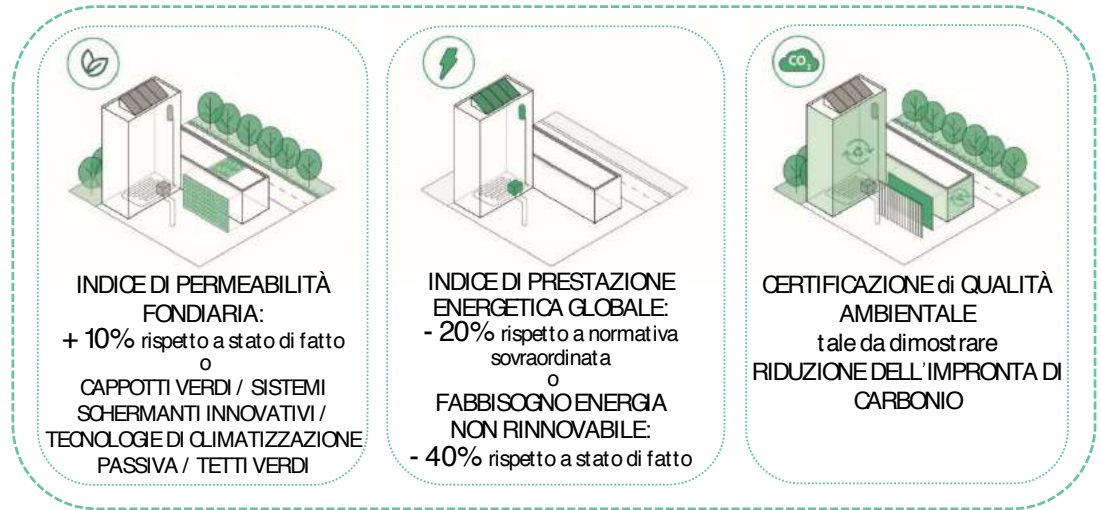 INDICE DI PERMEABILITÀ
FONDIARIA:
+ 10% rispetto a stato di fatto
o
CAPPOTTI VERDI / SISTEMI
SCHERMANTI INNOVATIVI /
TECNOLOGIE DI CLIMATIZZAZIONE
PASSIVA / TETTI VERDI
INDICE DI PRESTAZIONE
ENERGETICA GLOBALE:
- 20% rispetto a normativa
sovraordinata
o
FABBISOGNO ENERGIA
NON RINNOVABILE:
- 40% rispetto a stato di fatto
CO2
CERTIFICAZIONE di QUALITÀ
AMBIENTALE
tale da dimostrare
RIDUZIONE DELL'IMPRONTA DI
CARBONIO